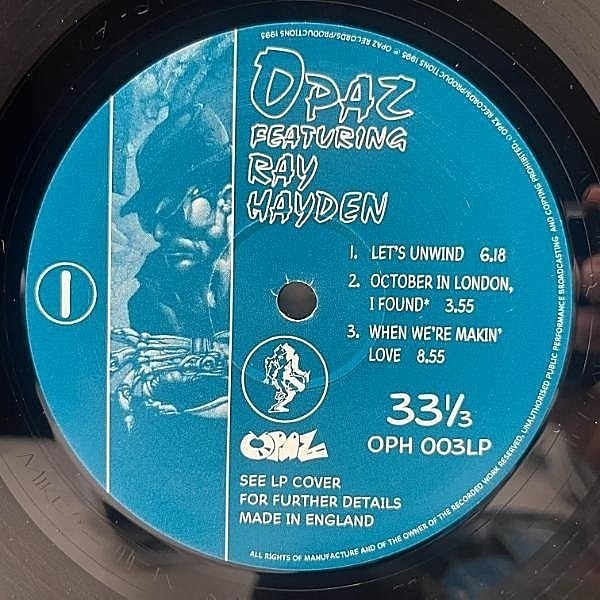 OPAZ
FEATURING
RAY
HAYDEN
1. LET'S UNWIND 6.18
2. OCTOBER IN LONDON,
I FOUND* 3.55
3. WHEN WE'RE MAKIN'
LOVE 8.55
1
33⅓
OPH 003LP
OPAZ
SEE LP COVER
FOR FURTHER DETAILS
MADE IN ENGLAND
ALL RIGHTS OF MANUFACTURE AND OF THE OWNER OF THE RECORDED WORK RESERVED, UNAUTHORISED PUBLIC PERFORMANCE BROADCASTING AND COPYING PROHIBITED. © OPAZ RECORDS/PRODUCTIONS 1995 ℗ OPAZ RECORDS/PRODUCTIONS 1995